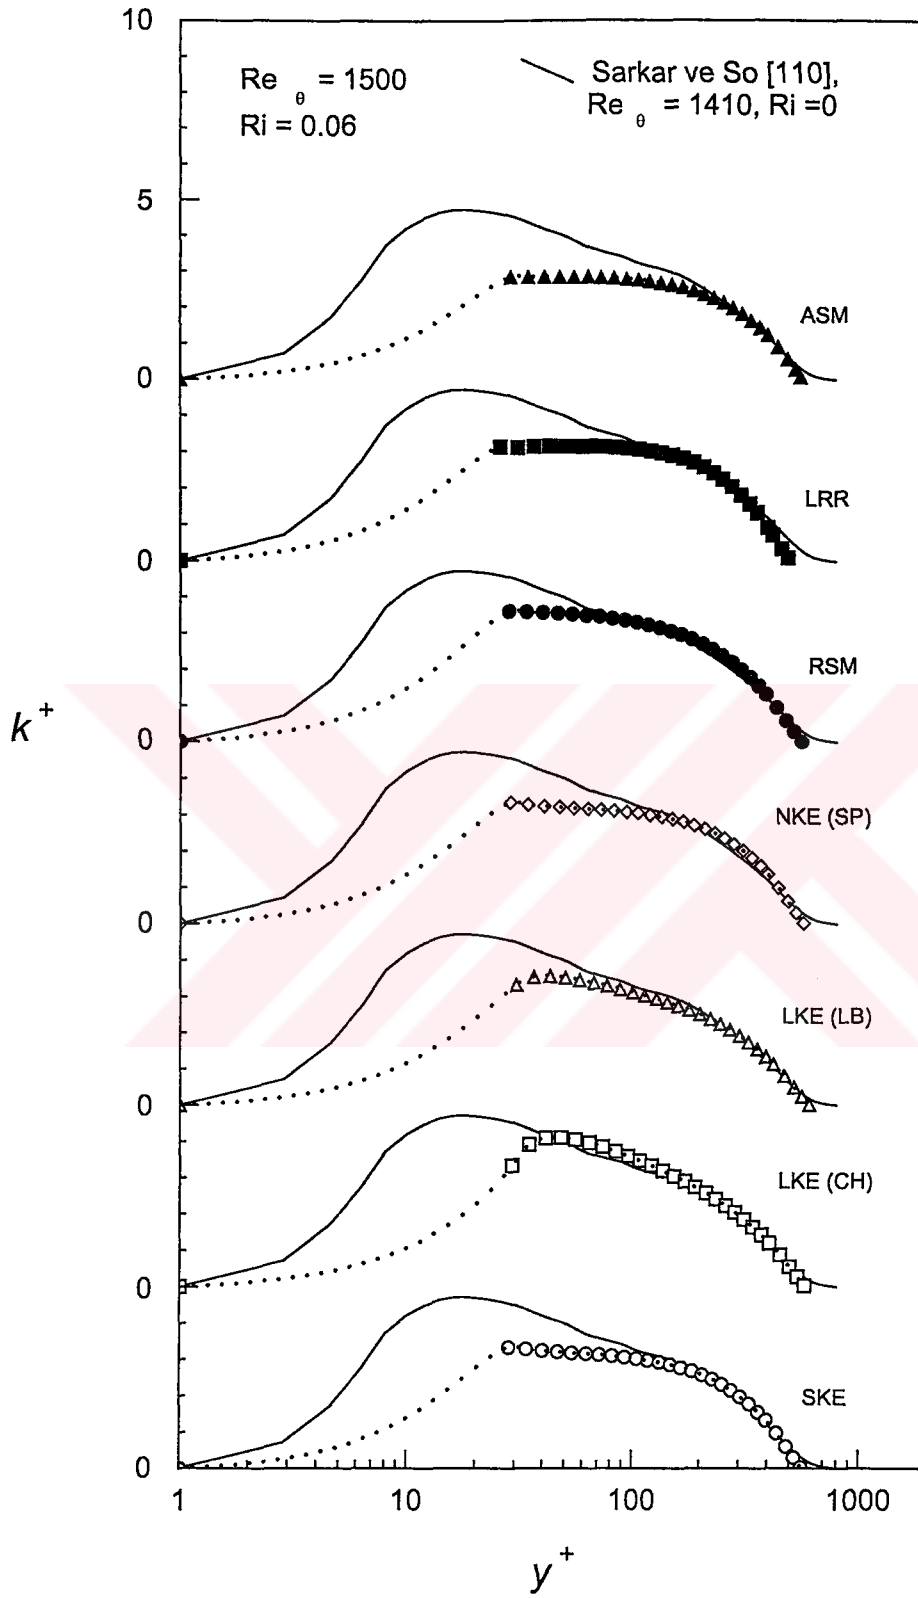 10
Re θ = 1500
Ri = 0.06
Sarkar ve So [110],
Re θ = 1410, Ri =0
5
ASM
0
LRR
0
RSM
k +
0
NKE (SP)
0
LKE (LB)
0
LKE (CH)
0
SKE
0
1 10 100 1000
y +